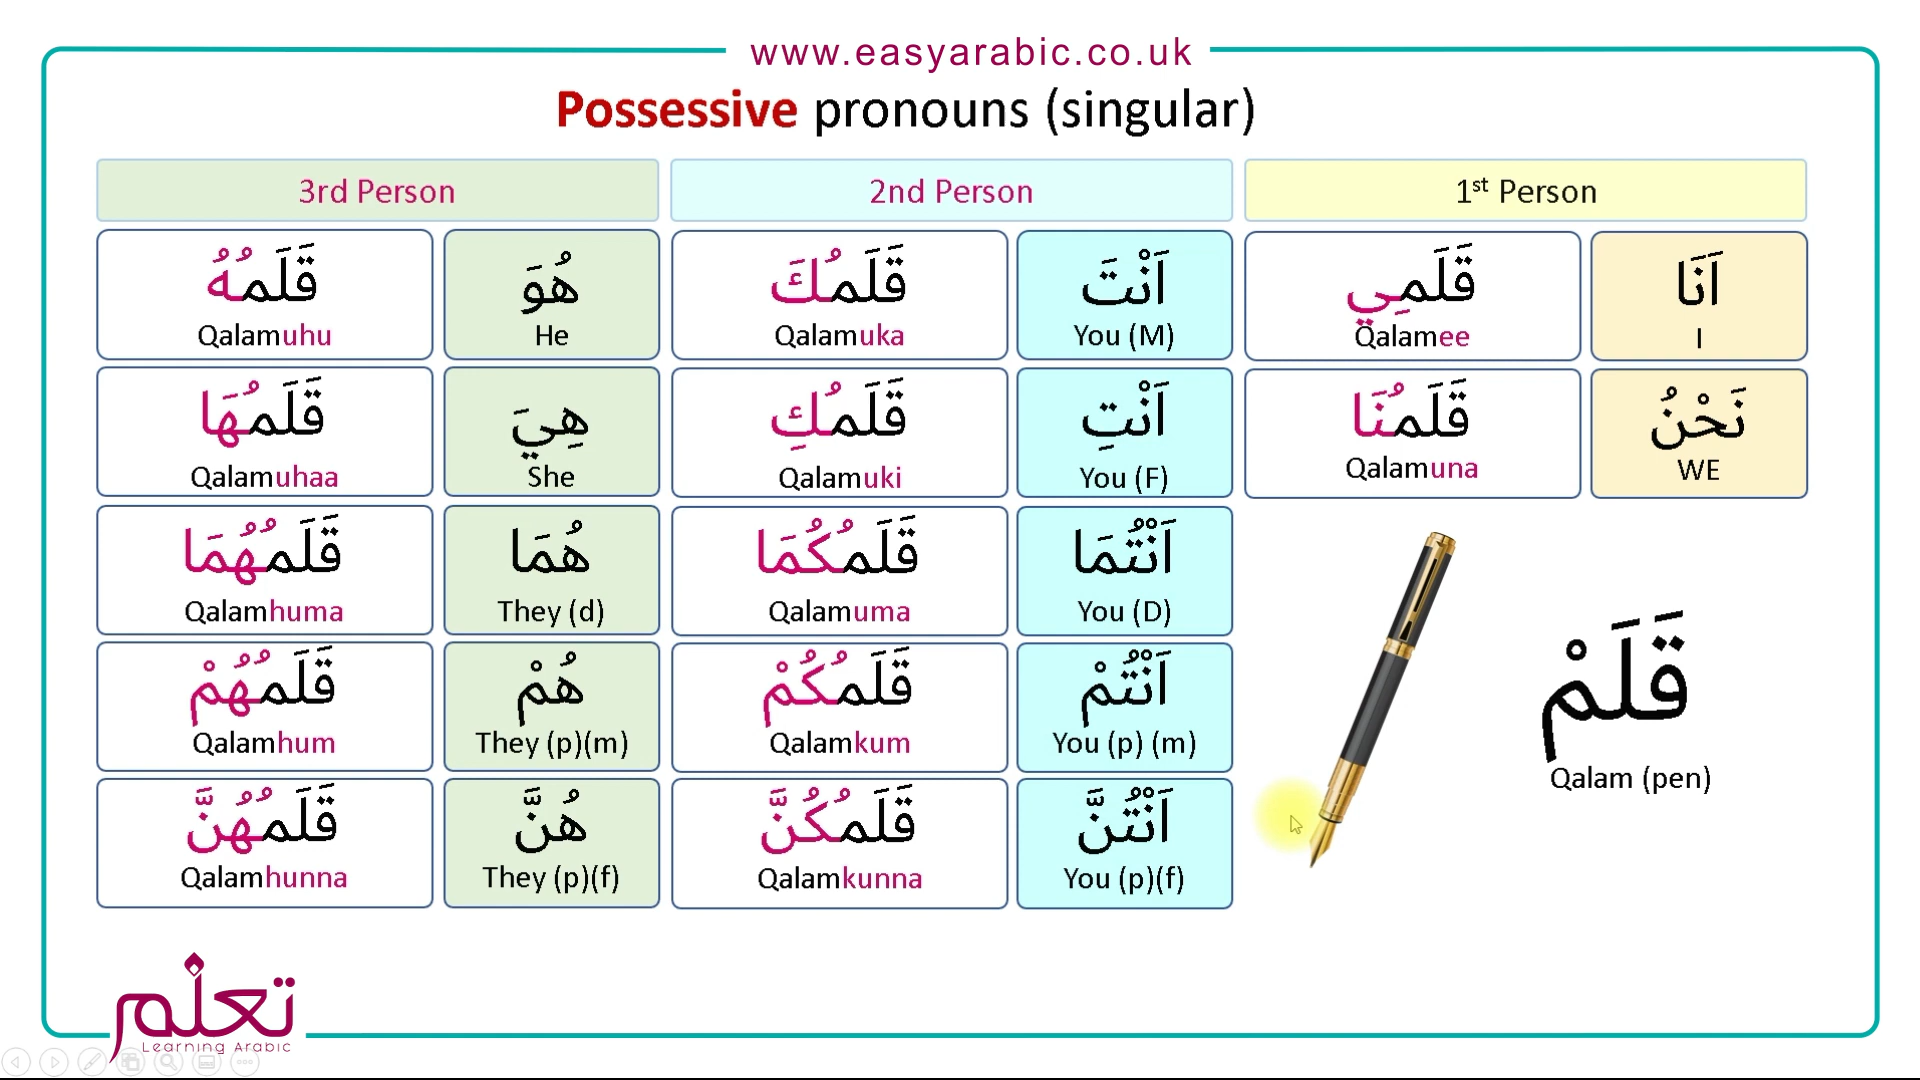 www.easyarabic.co.uk
Possessive pronouns (singular)
3rd Person
2nd Person
1st Person
قَلَمُهُ
Qalamuhu
هُوَ
He
قَلَمُكَ
Qalamuka
اَنْتَ
You (M)
قَلَمِي
Qalamee
اَنَا
I
قَلَمُهَا
Qalamuhaa
هِيَ
She
قَلَمُكِ
Qalamuki
اَنْتِ
You (F)
قَلَمُنَا
Qalamuna
نَحْنُ
WE
قَلَمُهُمَا
Qalamhuma
هُمَا
They (d)
قَلَمُكُمَا
Qalamuma
اَنْتُمَا
You (D)
قَلَمُهُمْ
Qalamhum
هُمْ
They (p)(m)
قَلَمُكُمْ
Qalamkum
اَنْتُمْ
You (p) (m)
قَلَمُهُنَّ
Qalamhunna
هُنَّ
They (p)(f)
قَلَمُكُنَّ
Qalamkunna
اَنْتُنَّ
You (p)(f)
قَلَمْ
Qalam (pen)
تعلم
Learning Arabic